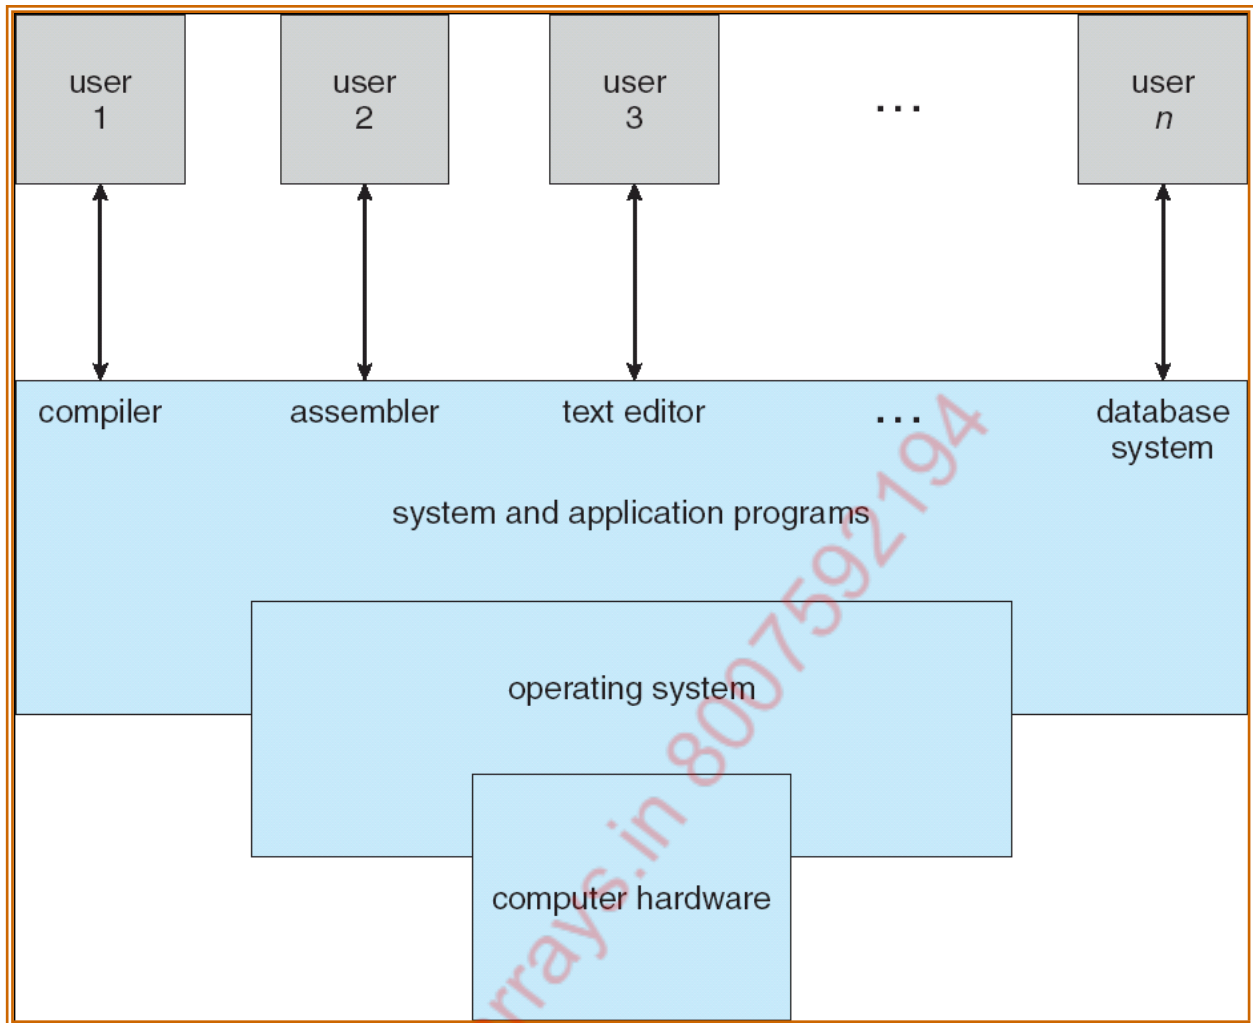 user
1
user
2
user
3
...
user
n
compiler
assembler
text editor
...
database
system
system and application programs
operating system
computer hardware
arrays.in 8007592194